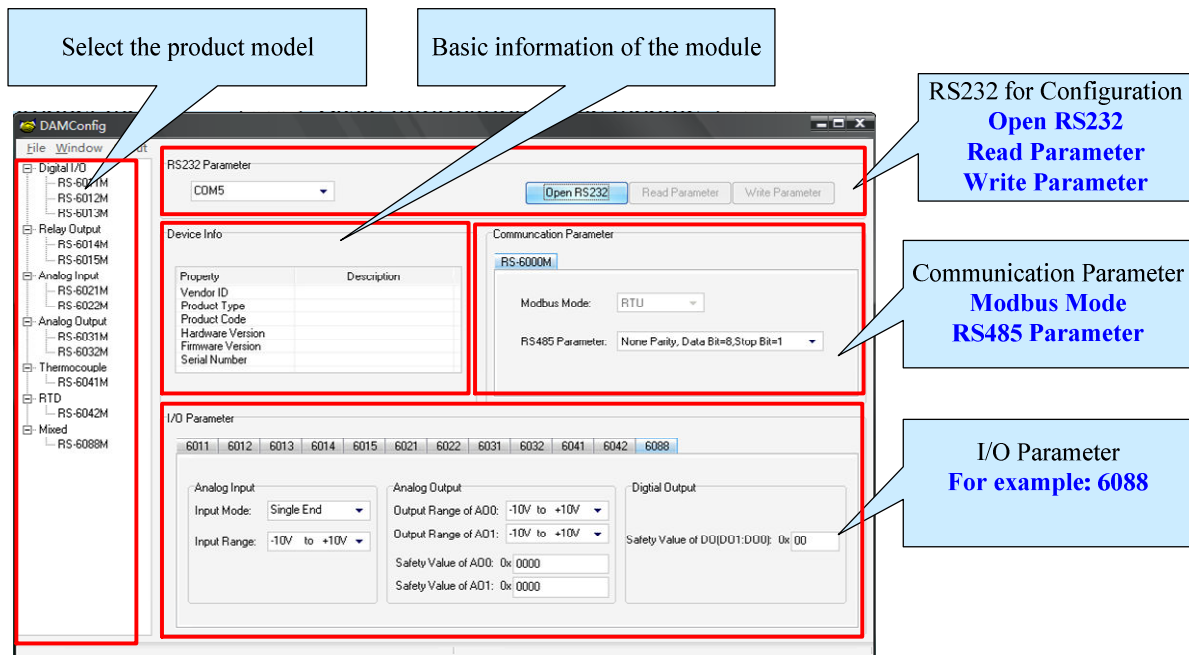 Select the product model
Basic information of the module
RS232 for Configuration
Open RS232
Read Parameter
Write Parameter
DAMConfig
File Window
ut
RS232 Parameter
COM5
Open RS232 Read Parameter Write Parameter
Digital I/O
RS-6011M
RS-6012M
RS-6013M
Relay Output
RS-6014M
RS-6015M
Analog Input
RS-6021M
RS-6022M
Analog Output
RS-6031M
RS-6032M
Thermocouple
RS-6041M
RTD
RS-6042M
Mixed
RS-6088M
Device Info
Property Description
Vendor ID
Product Type
Product Code
Hardware Version
Firmware Version
Serial Number
Communcation Parameter
RS-6000M
Modbus Mode: RTU
RS485 Parameter: None Parity, Data Bit=8,Stop Bit=1
Communication Parameter
Modbus Mode
RS485 Parameter
I/O Parameter
6011 6012 6013 6014 6015 6021 6022 6031 6032 6041 6042 6088
Analog Input
Input Mode: Single End
Input Range: -10V to +10V
Analog Output
Output Range of AO0: -10V to +10V
Output Range of AO1: -10V to +10V
Safety Value of AO0: 0x 0000
Safety Value of AO1: 0x 0000
Digtial Output
Safety Value of DO(DO1:DO0): 0x 00
I/O Parameter
For example: 6088